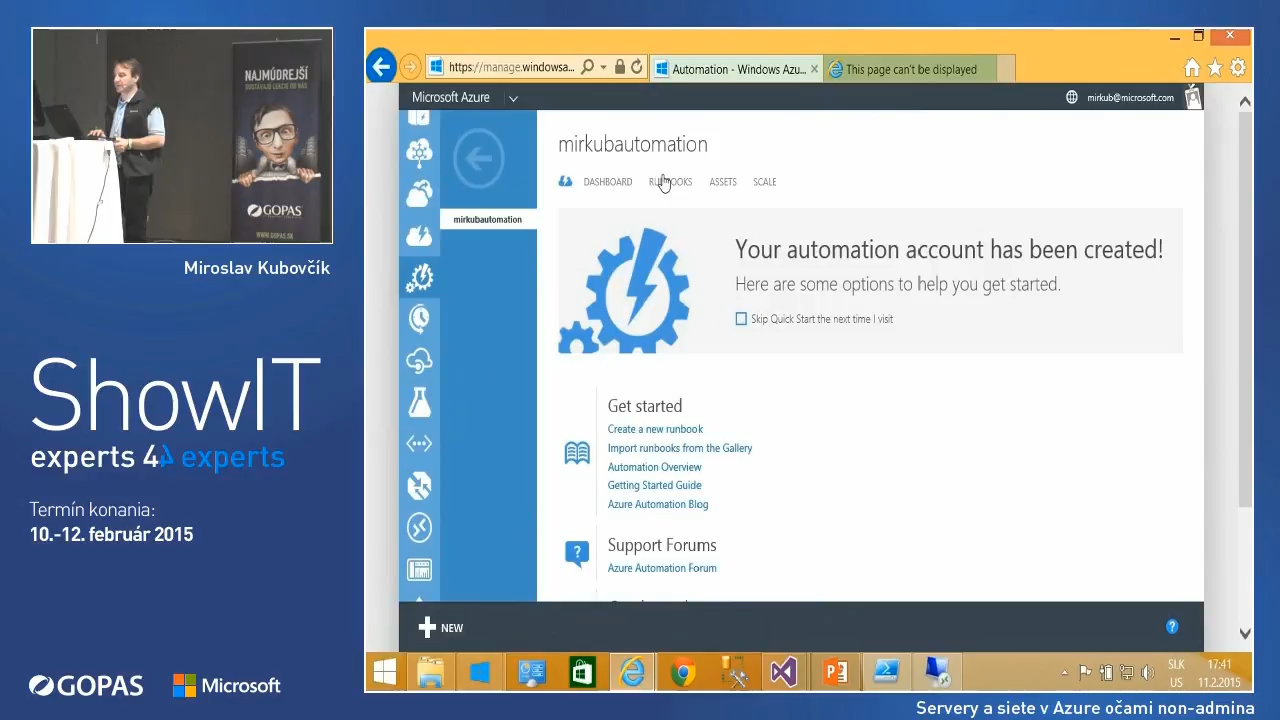 NAJMÚDREJŠÍ
GOPAS
WWW.GOPAS.SK
Miroslav Kubovčík
ShowIT
experts 4 experts
Termín konania:
10.-12. február 2015
GOPAS
Microsoft
https://manage.windowsa...
Automation - Windows Azu...
This page can't be displayed
Microsoft Azure
mirkub@microsoft.com
mirkubautomation
mirkubautomation
DASHBOARD RUNBOOKS ASSETS SCALE
Your automation account has been created!
Here are some options to help you get started.
Skip Quick Start the next time I visit
Get started
Create a new runbook
Import runbooks from the Gallery
Automation Overview
Getting Started Guide
Azure Automation Blog
Support Forums
Azure Automation Forum
NEW
SLK 17:41
US 11.2.2015
Servery a siete v Azure očami non-admina